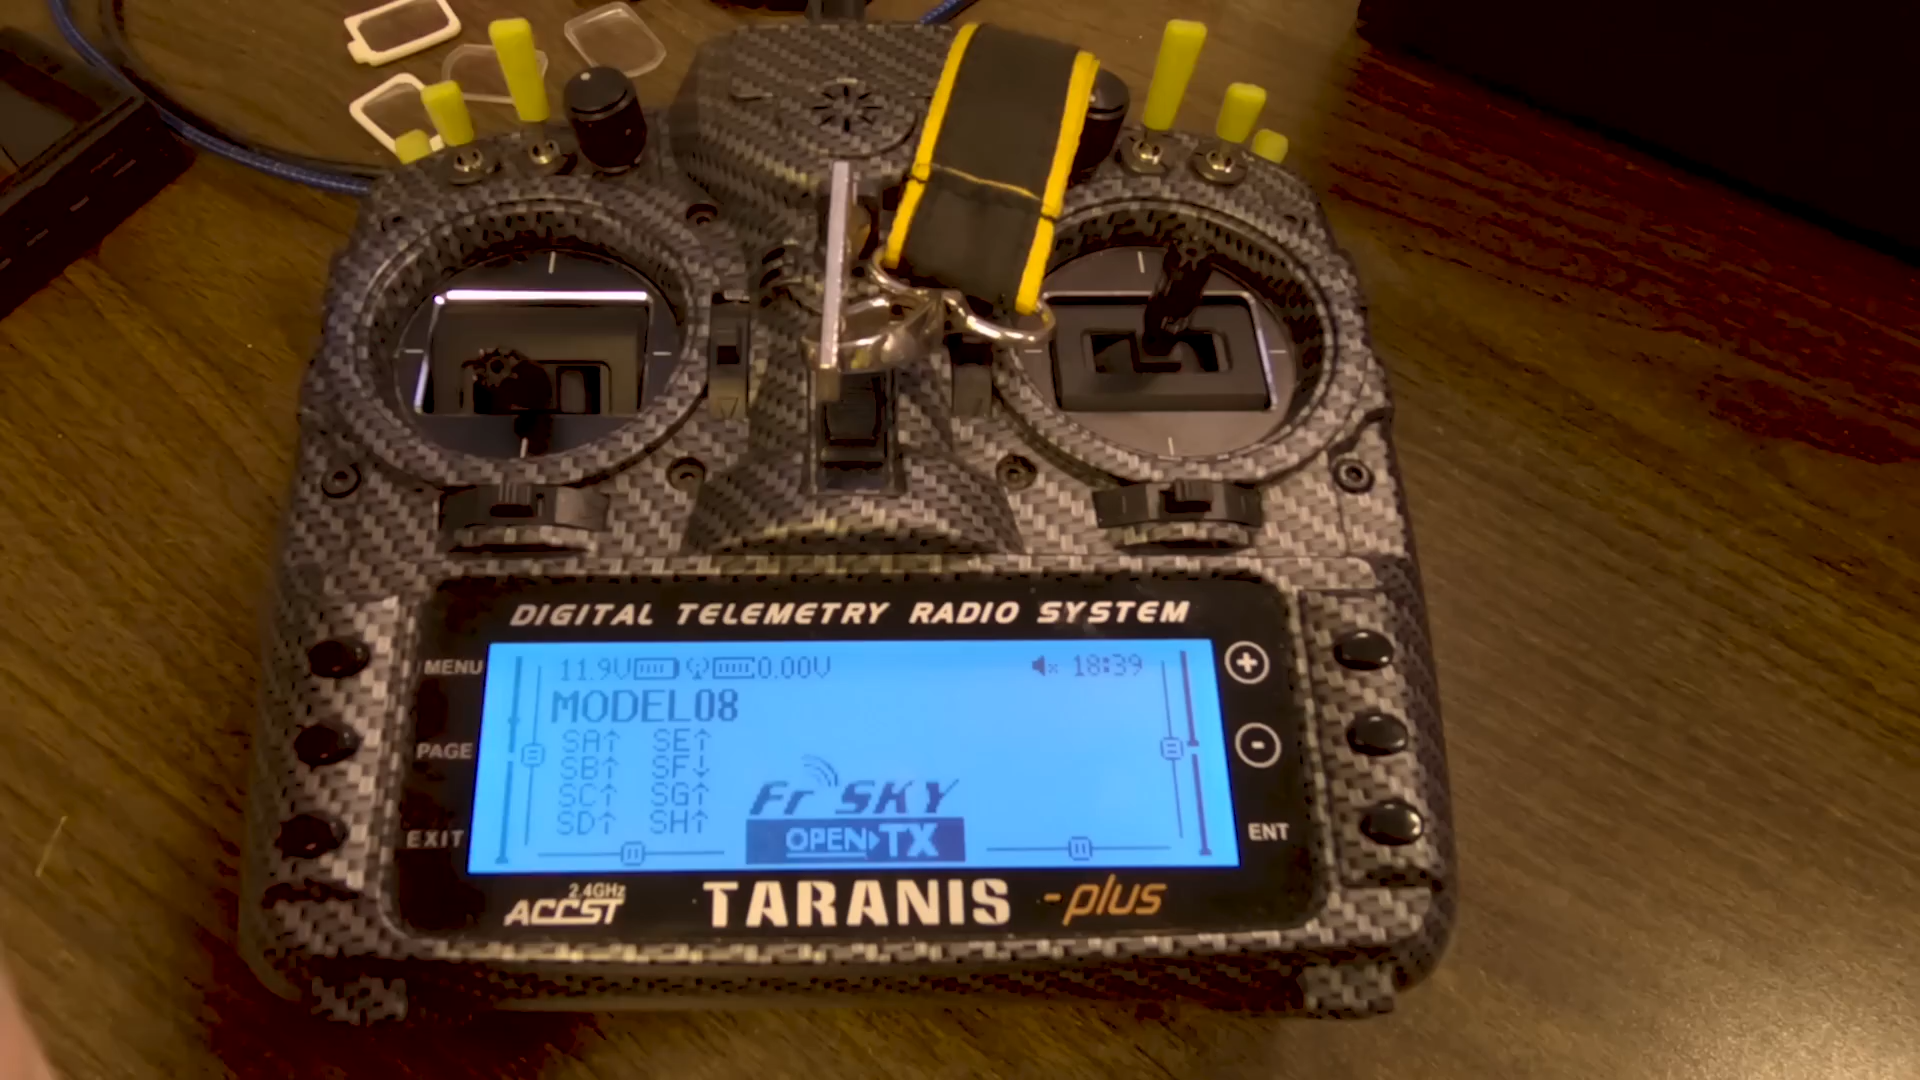 DIGITAL TELEMETRY RADIO SYSTEM
MENU
PAGE
EXIT
11.9V 0.00V 18:39
MODEL08
SA↑ SE↑
SB↑ SF↓
SC↑ SG↑
SD↑ SH↑
FrSKY
OPEN TX
+
-
ENT
2.4GHz
ACCST
TARANIS -plus